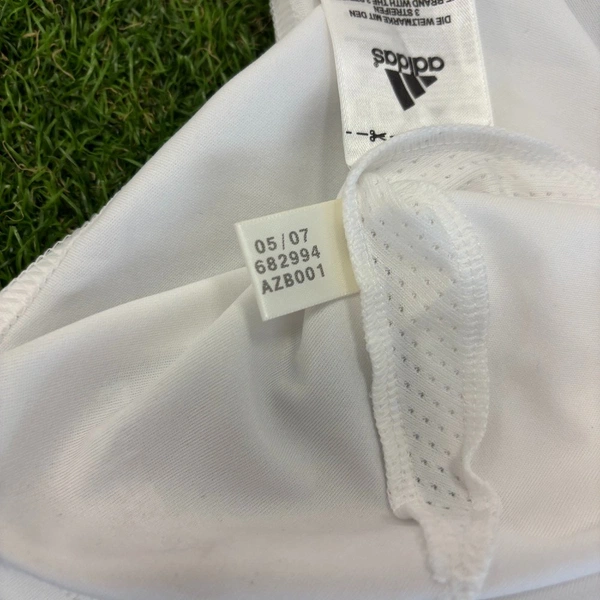 05/07
682994
AZB001
adidas
3 STREIFEN
DIE WELTMARKE MIT DEN